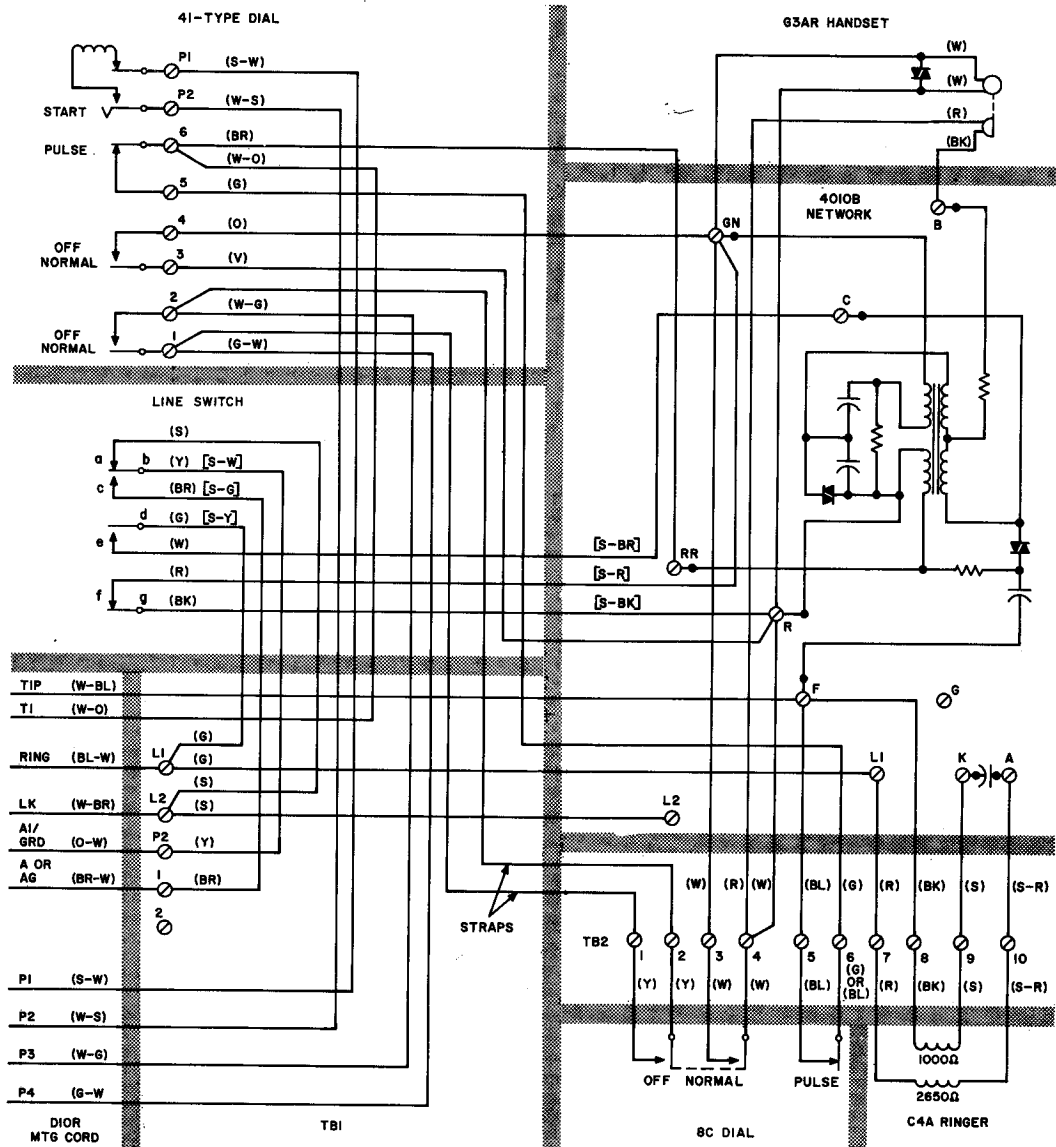 41-TYPE DIAL
G3AR HANDSET
P1 (S-W)
P2 (W-S)
START
6 (BR)
PULSE
(W-O)
5 (G)
4 (O)
OFF NORMAL
3 (V)
2 (W-G)
OFF NORMAL
1 (G-W)
(W)
(W)
(R)
(BK)
4010B
NETWORK
B
GN
C
LINE SWITCH
(S)
a b (Y) [S-W]
c (BR) [S-G]
d (G) [S-Y]
e (W) [S-BR]
(R) [S-R]
f g (BK) [S-BK]
RR
R
TIP (W-BL)
F
G
T1 (W-O)
(G)
RING (BL-W) L1 (G)
L1
K A
(S)
LK (W-BR) L2 (S)
L2
A1/
GRD (O-W) P2 (Y)
A OR
AG (BR-W) 1 (BR)
2
STRAPS
(W) (R) (W) (BL) (G) (R) (BK) (S) (S-R)
TB2 1 2 3 4 5 6 7 8 9 10
(Y) (Y) (W) (W) (BL) (G) OR (BL) (R) (BK) (S) (S-R)
P1 (S-W)
P2 (W-S)
P3 (W-G)
P4 (G-W
OFF NORMAL
PULSE
1000Ω
2650Ω
DIOR
MTG CORD
TB1
8C DIAL
C4A RINGER